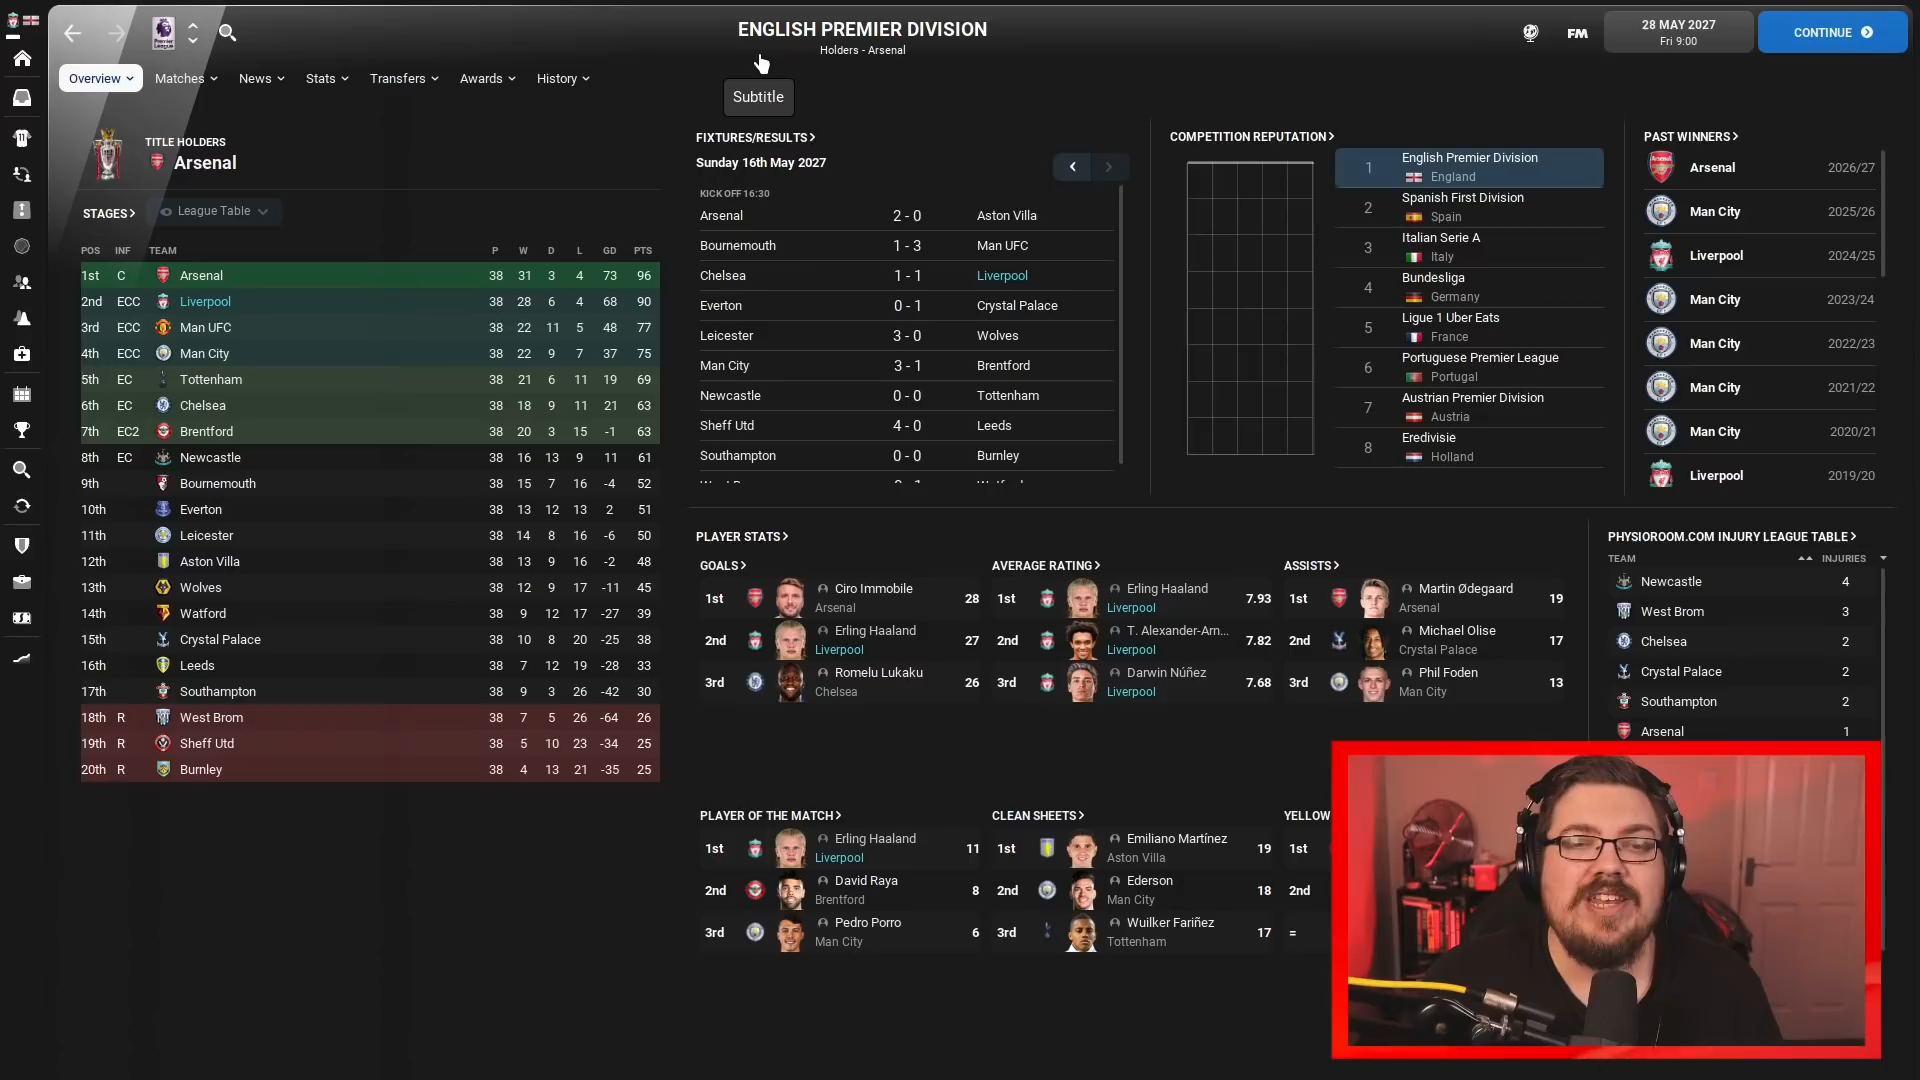 ENGLISH PREMIER DIVISION
Holders - Arsenal
FM
28 MAY 2027
Fri 9:00
CONTINUE
Overview
Matches
News
Stats
Transfers
Awards
History
Subtitle
TITLE HOLDERS
Arsenal
STAGES
League Table
POS INF TEAM P W D L GD PTS
1st C Arsenal 38 31 3 4 73 96
2nd ECC Liverpool 38 28 6 4 68 90
3rd ECC Man UFC 38 22 11 5 48 77
4th ECC Man City 38 22 9 7 37 75
5th EC Tottenham 38 21 6 11 19 69
6th EC Chelsea 38 18 9 11 21 63
7th EC2 Brentford 38 20 3 15 -1 63
8th EC Newcastle 38 16 13 9 11 61
9th Bournemouth 38 15 7 16 -4 52
10th Everton 38 13 12 13 2 51
11th Leicester 38 14 8 16 -6 50
12th Aston Villa 38 13 9 16 -2 48
13th Wolves 38 12 9 17 -11 45
14th Watford 38 9 12 17 -27 39
15th Crystal Palace 38 10 8 20 -25 38
16th Leeds 38 7 12 19 -28 33
17th Southampton 38 9 3 26 -42 30
18th R West Brom 38 7 5 26 -64 26
19th R Sheff Utd 38 5 10 23 -34 25
20th R Burnley 38 4 13 21 -35 25
FIXTURES/RESULTS
Sunday 16th May 2027
KICK OFF 16:30
Arsenal 2 - 0 Aston Villa
Bournemouth 1 - 3 Man UFC
Chelsea 1 - 1 Liverpool
Everton 0 - 1 Crystal Palace
Leicester 3 - 0 Wolves
Man City 3 - 1 Brentford
Newcastle 0 - 0 Tottenham
Sheff Utd 4 - 0 Leeds
Southampton 0 - 0 Burnley
COMPETITION REPUTATION
1 English Premier Division
England
2 Spanish First Division
Spain
3 Italian Serie A
Italy
4 Bundesliga
Germany
5 Ligue 1 Uber Eats
France
6 Portuguese Premier League
Portugal
7 Austrian Premier Division
Austria
8 Eredivisie
Holland
PAST WINNERS
Arsenal 2026/27
Man City 2025/26
Liverpool 2024/25
Man City 2023/24
Man City 2022/23
Man City 2021/22
Man City 2020/21
Liverpool 2019/20
PLAYER STATS
GOALS
1st Ciro Immobile 28
Arsenal
2nd Erling Haaland 27
Liverpool
3rd Romelu Lukaku 26
Chelsea
AVERAGE RATING
1st Erling Haaland 7.93
Liverpool
2nd T. Alexander-Arn... 7.82
Liverpool
3rd Darwin Núñez 7.68
Liverpool
ASSISTS
1st Martin Ødegaard 19
Arsenal
2nd Michael Olise 17
Crystal Palace
3rd Phil Foden 13
Man City
PHYSIOROOM.COM INJURY LEAGUE TABLE
TEAM INJURIES
Newcastle 4
West Brom 3
Chelsea 2
Crystal Palace 2
Southampton 2
Arsenal 1
PLAYER OF THE MATCH
1st Erling Haaland 11
Liverpool
2nd David Raya 8
Brentford
3rd Pedro Porro 6
Man City
CLEAN SHEETS
1st Emiliano Martínez 19
Aston Villa
2nd Ederson 18
Man City
3rd Wuilker Fariñez 17
Tottenham
YELLOW
1st
2nd
=